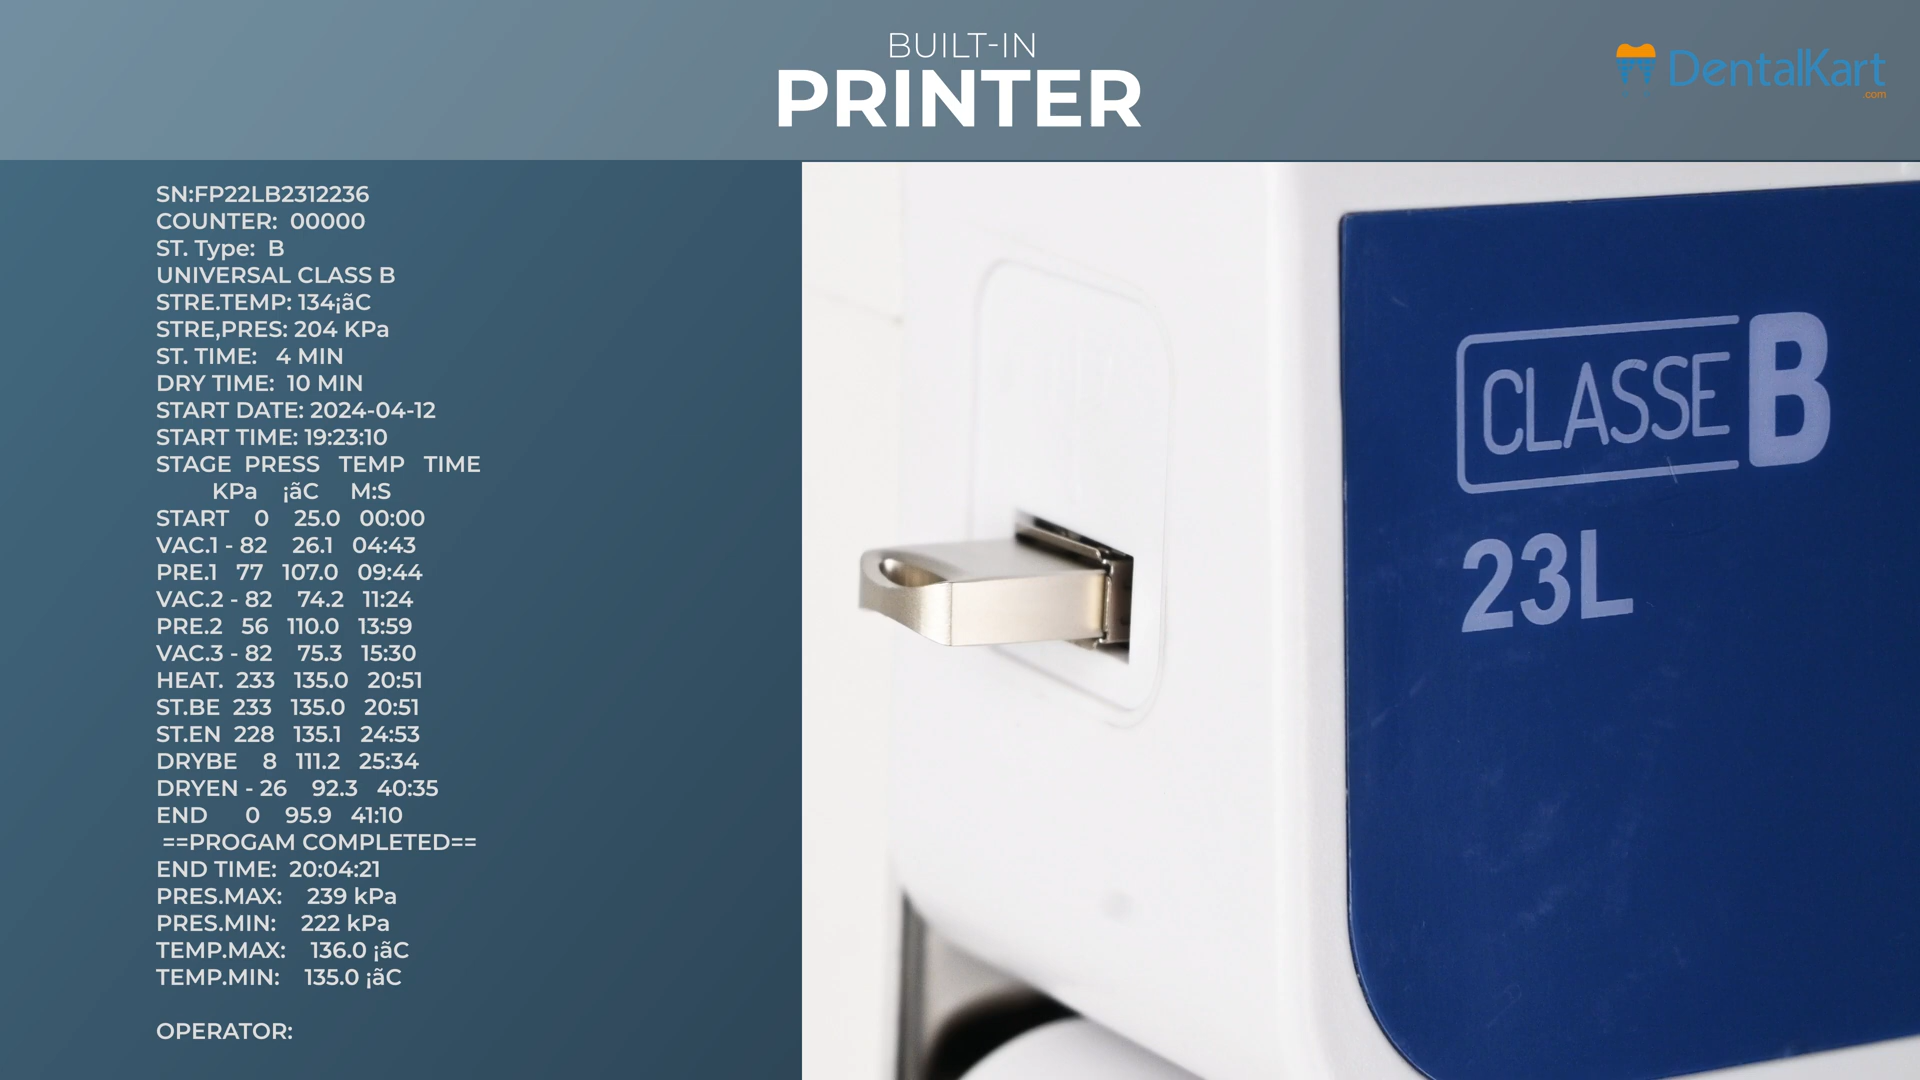 BUILT-IN
PRINTER
DentalKart
.com
SN:FP22LB2312236
COUNTER: 00000
ST. Type: B
UNIVERSAL CLASS B
STRE.TEMP: 134¡ãC
STRE,PRES: 204 KPa
ST. TIME: 4 MIN
DRY TIME: 10 MIN
START DATE: 2024-04-12
START TIME: 19:23:10
STAGE PRESS TEMP TIME
KPa ¡ãC M:S
START 0 25.0 00:00
VAC.1 - 82 26.1 04:43
PRE.1 77 107.0 09:44
VAC.2 - 82 74.2 11:24
PRE.2 56 110.0 13:59
VAC.3 - 82 75.3 15:30
HEAT. 233 135.0 20:51
ST.BE 233 135.0 20:51
ST.EN 228 135.1 24:53
DRYBE 8 111.2 25:34
DRYEN - 26 92.3 40:35
END 0 95.9 41:10
==PROGAM COMPLETED==
END TIME: 20:04:21
PRES.MAX: 239 kPa
PRES.MIN: 222 kPa
TEMP.MAX: 136.0 ¡ãC
TEMP.MIN: 135.0 ¡ãC
OPERATOR:
CLASSE B
23L